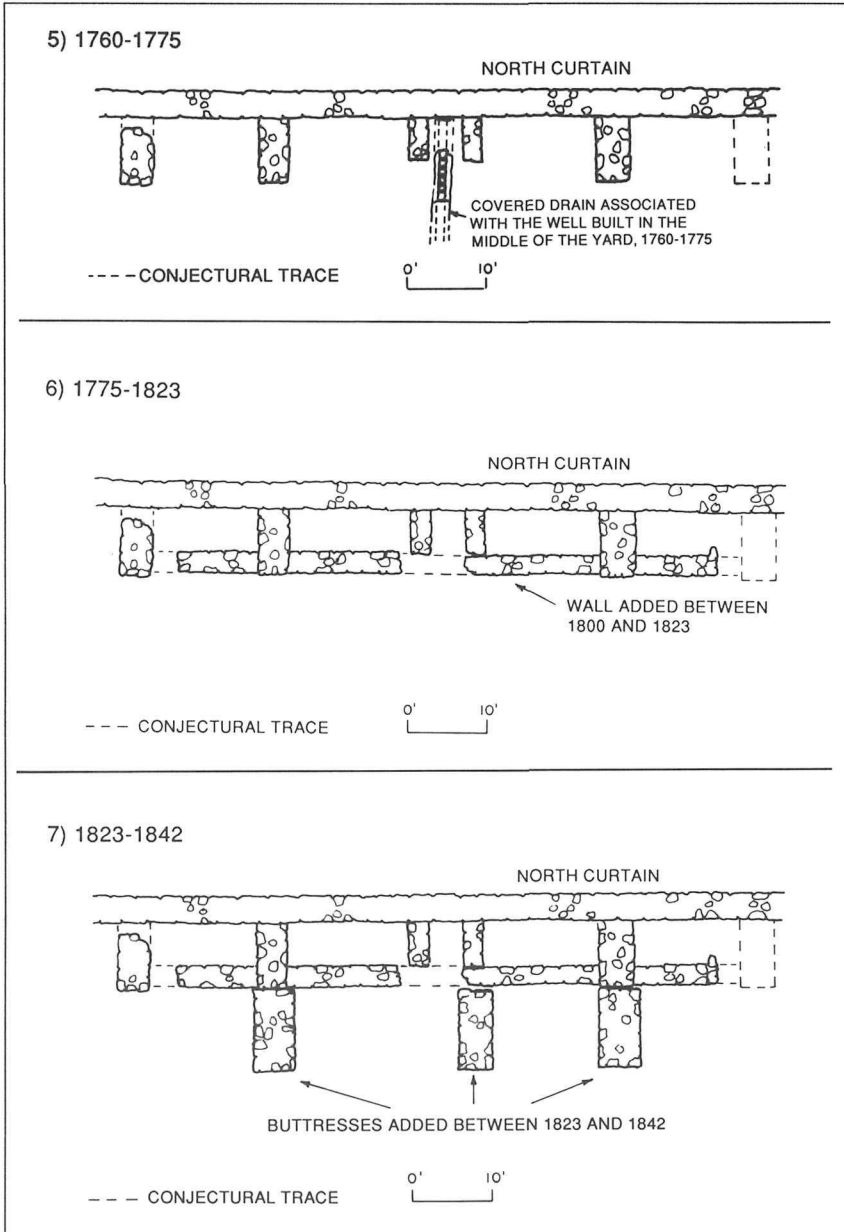 5) 1760-1775
NORTH CURTAIN
COVERED DRAIN ASSOCIATED
WITH THE WELL BUILT IN THE
MIDDLE OF THE YARD, 1760-1775
---- CONJECTURAL TRACE
0' 10'
6) 1775-1823
NORTH CURTAIN
WALL ADDED BETWEEN
1800 AND 1823
--- CONJECTURAL TRACE
0' 10'
7) 1823-1842
NORTH CURTAIN
BUTTRESSES ADDED BETWEEN 1823 AND 1842
--- CONJECTURAL TRACE
0' 10'